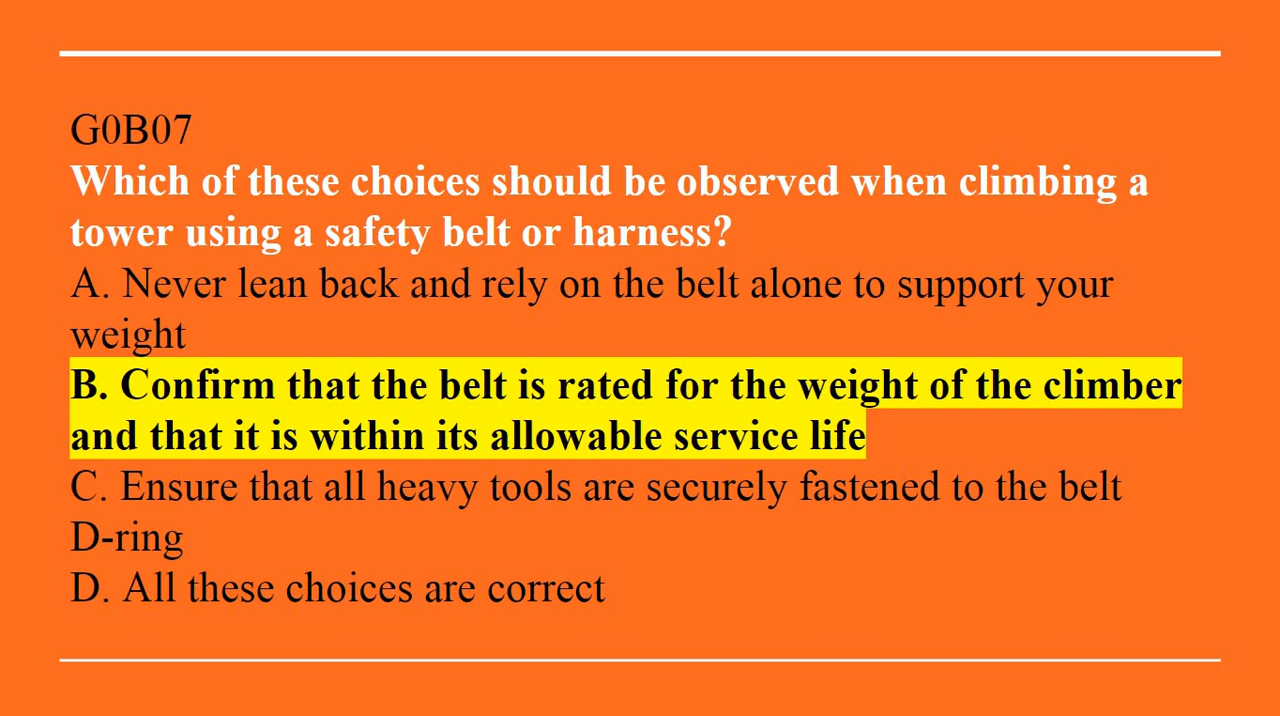 G0B07
Which of these choices should be observed when climbing a
tower using a safety belt or harness?
A. Never lean back and rely on the belt alone to support your
weight
B. Confirm that the belt is rated for the weight of the climber
and that it is within its allowable service life
C. Ensure that all heavy tools are securely fastened to the belt
D-ring
D. All these choices are correct